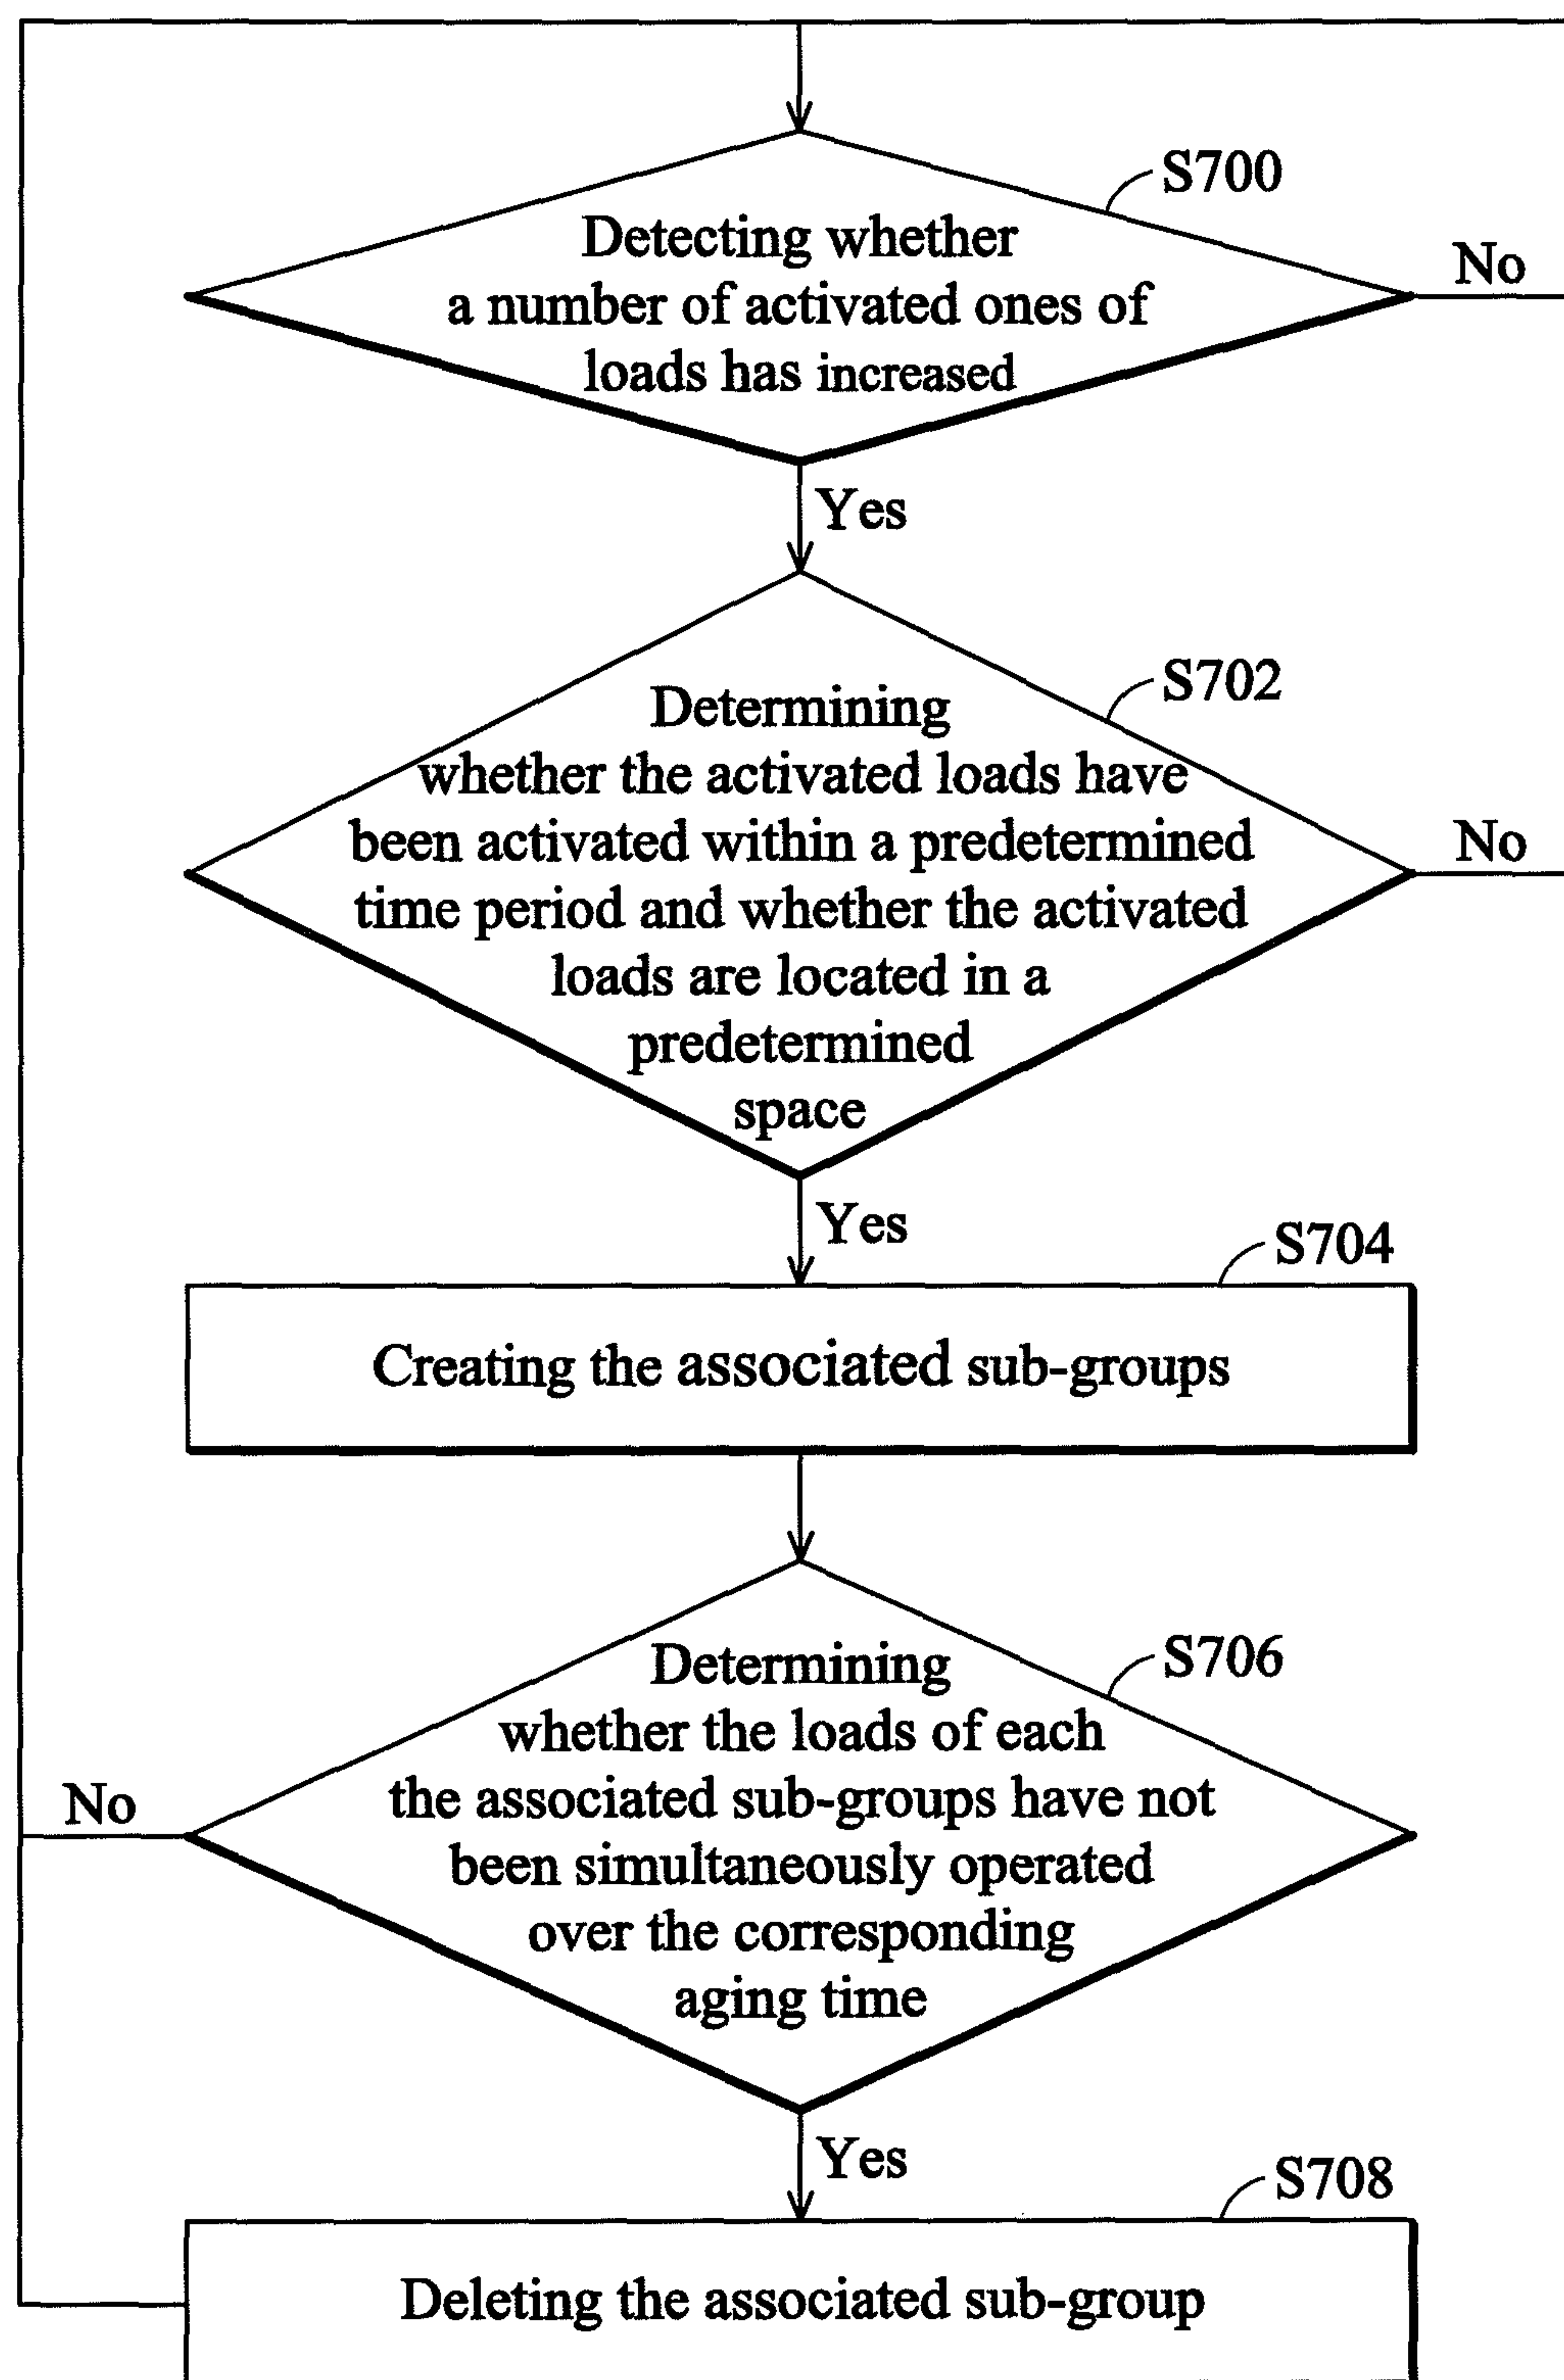 S700
Detecting whether
a number of activated ones of
loads has increased
No
Yes
S702
Determining
whether the activated loads have
been activated within a predetermined
time period and whether the activated
loads are located in a
predetermined
space
No
Yes
S704
Creating the associated sub-groups
S706
Determining
whether the loads of each
the associated sub-groups have not
been simultaneously operated
over the corresponding
aging time
No
Yes
S708
Deleting the associated sub-group